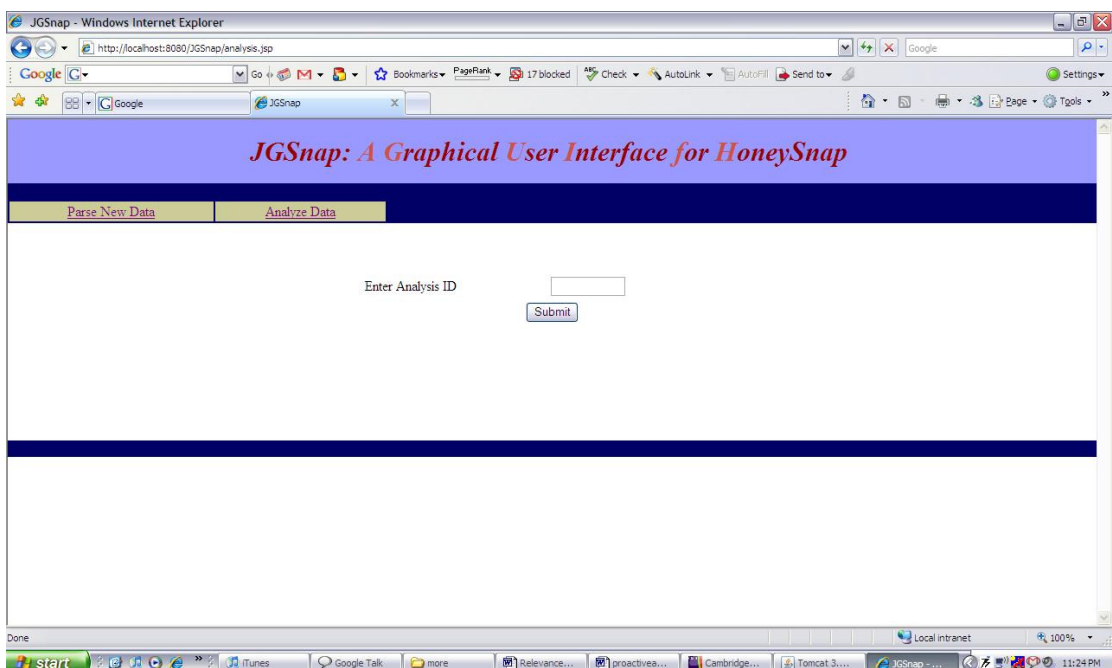 JGSnap - Windows Internet Explorer
http://localhost:8080/JGSnap/analysis.jsp
Google
Google G Go Bookmarks PageRank 17 blocked ABC Check AutoLink AutoFill Send to Settings
G Google JGSnap x Page Tools »
JGSnap: A Graphical User Interface for HoneySnap
Parse New Data Analyze Data
Enter Analysis ID
Submit
Done Local intranet 100%
start » iTunes Google Talk more Relevance... proactivea... Cambridge... Tomcat 3.... JGSnap - ... 11:24 PM